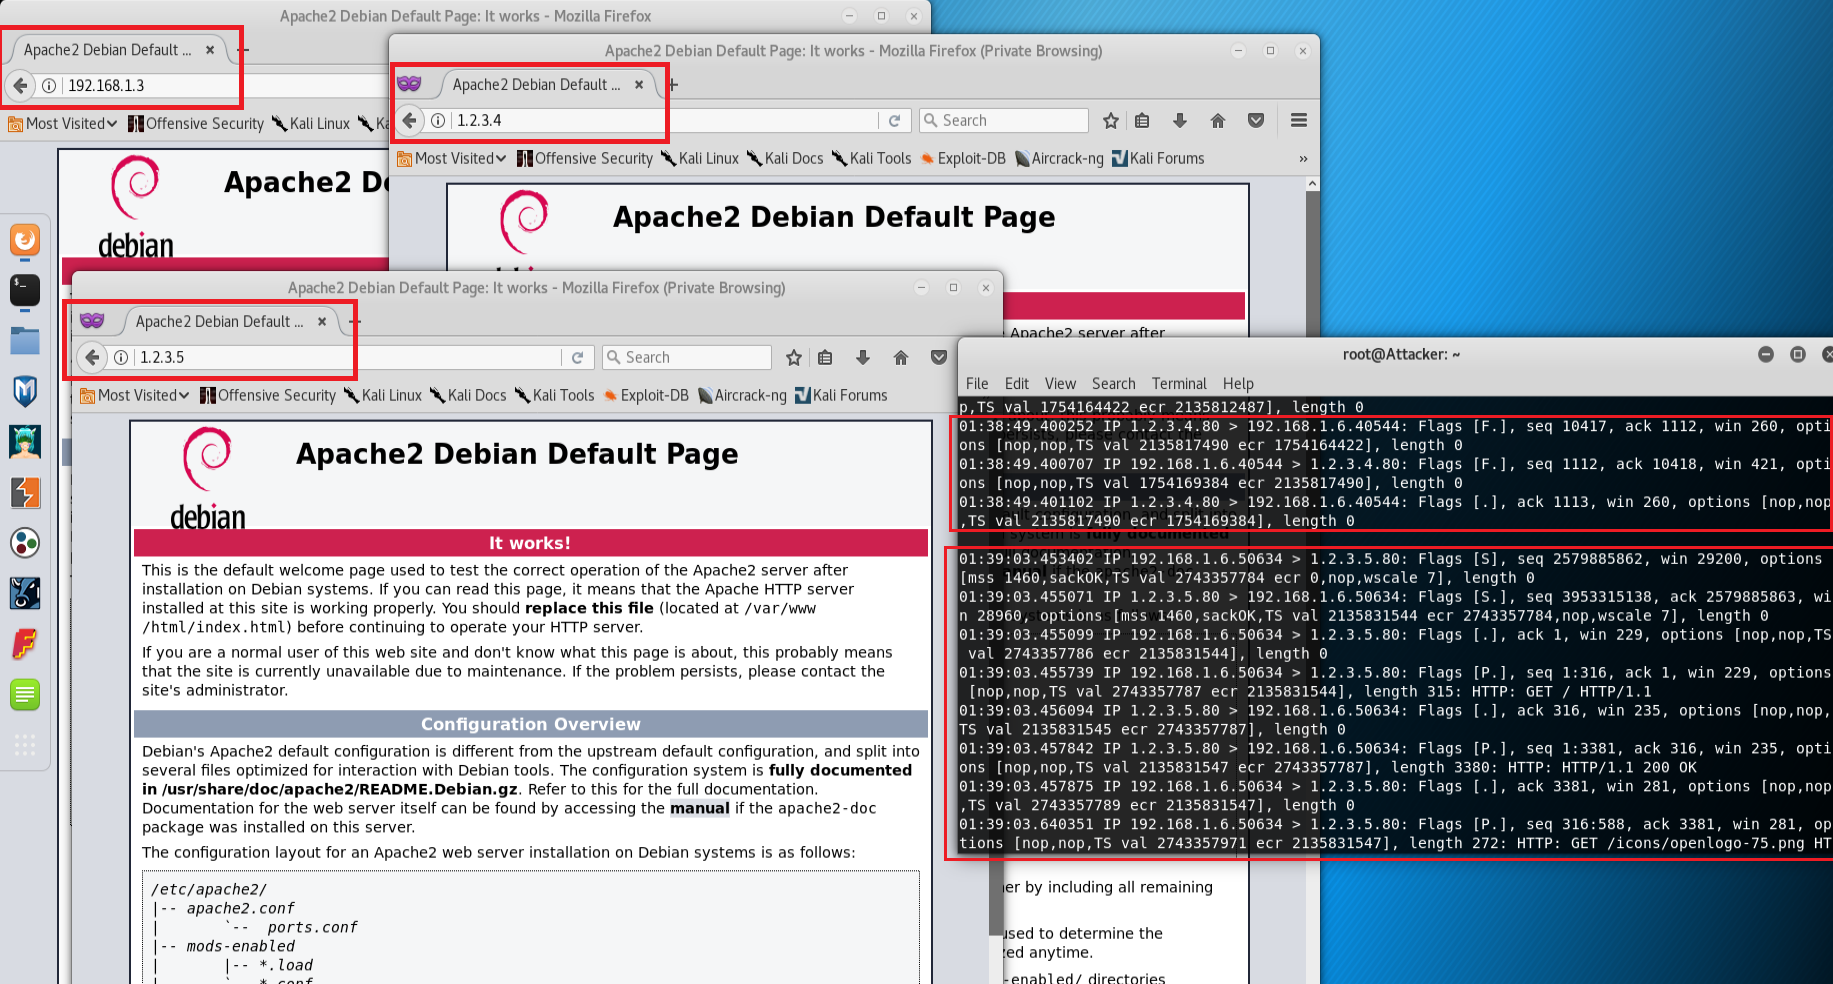 Apache2 Debian Default Page: It works - Mozilla Firefox
Apache2 Debian Default ...
192.168.1.3
Most Visited
Offensive Security
Kali Linux
Ka
debian
Apache2 De
Apache2 Debian Default Page: It works - Mozilla Firefox (Private Browsing)
Apache2 Debian Default ...
1.2.3.4
Search
Most Visited
Offensive Security
Kali Linux
Kali Docs
Kali Tools
Exploit-DB
Aircrack-ng
Kali Forums
»
Apache2 Debian Default Page
Apache2 server after
er by including all remaining
used to determine the
zed anytime.
-enabled/ directories
Apache2 Debian Default Page: It works - Mozilla Firefox (Private Browsing)
Apache2 Debian Default ...
1.2.3.5
Search
Most Visited
Offensive Security
Kali Linux
Kali Docs
Kali Tools
Exploit-DB
Aircrack-ng
Kali Forums
debian
Apache2 Debian Default Page
It works!
This is the default welcome page used to test the correct operation of the Apache2 server after
installation on Debian systems. If you can read this page, it means that the Apache HTTP server
installed at this site is working properly. You should replace this file (located at /var/www
/html/index.html) before continuing to operate your HTTP server.
If you are a normal user of this web site and don't know what this page is about, this probably means
that the site is currently unavailable due to maintenance. If the problem persists, please contact the
site's administrator.
Configuration Overview
Debian's Apache2 default configuration is different from the upstream default configuration, and split into
several files optimized for interaction with Debian tools. The configuration system is fully documented
in /usr/share/doc/apache2/README.Debian.gz. Refer to this for the full documentation.
Documentation for the web server itself can be found by accessing the manual if the apache2-doc
package was installed on this server.
The configuration layout for an Apache2 web server installation on Debian systems is as follows:
/etc/apache2/
|-- apache2.conf
|       `--  ports.conf
|-- mods-enabled
|       |-- *.load
|       `-- *.conf
root@Attacker: ~
File Edit View Search Terminal Help
p,TS val 1754164422 ecr 2135812487], length 0
01:38:49.400252 IP 1.2.3.4.80 > 192.168.1.6.40544: Flags [F.], seq 10417, ack 1112, win 260, opti
ons [nop,nop,TS val 2135817490 ecr 1754164422], length 0
01:38:49.400707 IP 192.168.1.6.40544 > 1.2.3.4.80: Flags [F.], seq 1112, ack 10418, win 421, opti
ons [nop,nop,TS val 1754169384 ecr 2135817490], length 0
01:38:49.401102 IP 1.2.3.4.80 > 192.168.1.6.40544: Flags [.], ack 1113, win 260, options [nop,nop
,TS val 2135817490 ecr 1754169384], length 0
01:39:03.453402 IP 192.168.1.6.50634 > 1.2.3.5.80: Flags [S], seq 2579885862, win 29200, options
[mss 1460,sackOK,TS val 2743357784 ecr 0,nop,wscale 7], length 0
01:39:03.455071 IP 1.2.3.5.80 > 192.168.1.6.50634: Flags [S.], seq 3953315138, ack 2579885863, wi
n 28960, options [mss 1460,sackOK,TS val 2135831544 ecr 2743357784,nop,wscale 7], length 0
01:39:03.455099 IP 192.168.1.6.50634 > 1.2.3.5.80: Flags [.], ack 1, win 229, options [nop,nop,TS
val 2743357786 ecr 2135831544], length 0
01:39:03.455739 IP 192.168.1.6.50634 > 1.2.3.5.80: Flags [P.], seq 1:316, ack 1, win 229, options
[nop,nop,TS val 2743357787 ecr 2135831544], length 315: HTTP: GET / HTTP/1.1
01:39:03.456094 IP 1.2.3.5.80 > 192.168.1.6.50634: Flags [.], ack 316, win 235, options [nop,nop,
TS val 2135831545 ecr 2743357787], length 0
01:39:03.457842 IP 1.2.3.5.80 > 192.168.1.6.50634: Flags [P.], seq 1:3381, ack 316, win 235, opti
ons [nop,nop,TS val 2135831547 ecr 2743357787], length 3380: HTTP: HTTP/1.1 200 OK
01:39:03.457875 IP 192.168.1.6.50634 > 1.2.3.5.80: Flags [.], ack 3381, win 281, options [nop,nop
,TS val 2743357789 ecr 2135831547], length 0
01:39:03.640351 IP 192.168.1.6.50634 > 1.2.3.5.80: Flags [P.], seq 316:588, ack 3381, win 281, op
tions [nop,nop,TS val 2743357971 ecr 2135831547], length 272: HTTP: GET /icons/openlogo-75.png HT